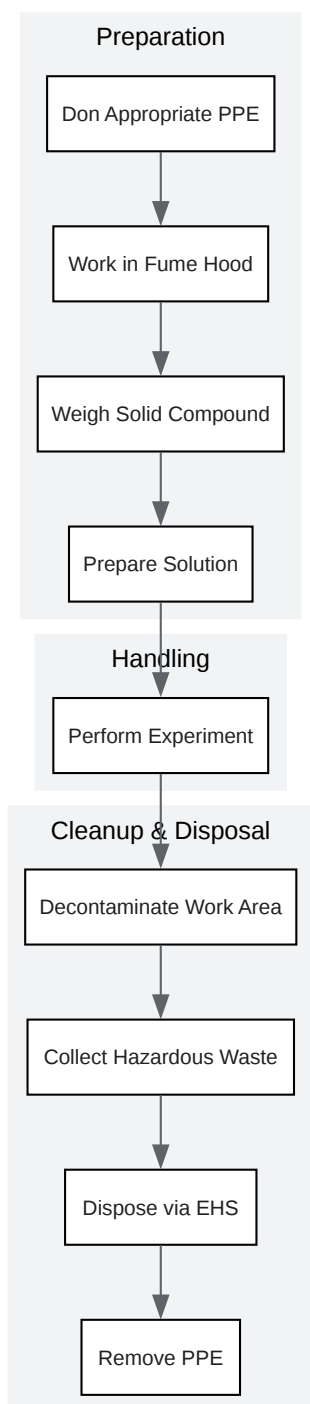 Preparation
Don Appropriate PPE
Work in Fume Hood
Weigh Solid Compound
Prepare Solution
Handling
Perform Experiment
Cleanup & Disposal
Decontaminate Work Area
Collect Hazardous Waste
Dispose via EHS
Remove PPE